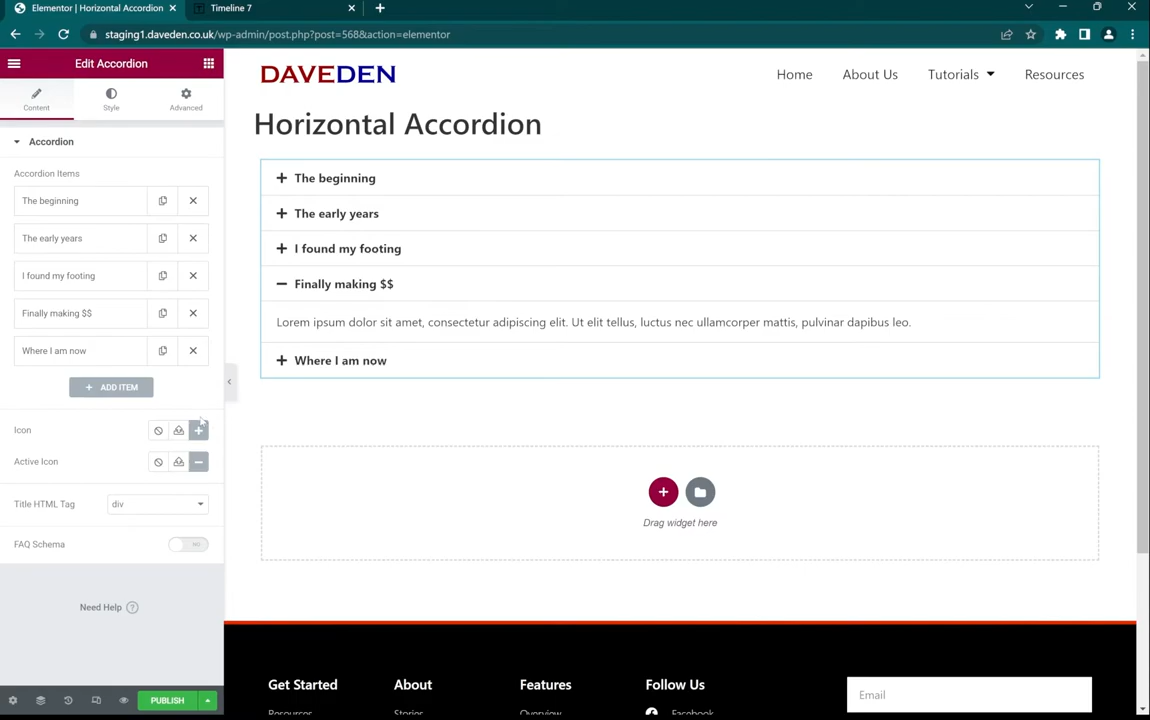 Elementor | Horizontal Accordion
Timeline 7
staging1.daveden.co.uk/wp-admin/post.php?post=568&action=elementor
Edit Accordion
Content
Style
Advanced
Accordion
Accordion Items
The beginning
The early years
I found my footing
Finally making $$
Where I am now
ADD ITEM
Icon
Active Icon
Title HTML Tag
div
FAQ Schema
NO
Need Help
PUBLISH
DAVEDEN
Home
About Us
Tutorials
Resources
Horizontal Accordion
The beginning
The early years
I found my footing
Finally making $$
Lorem ipsum dolor sit amet, consectetur adipiscing elit. Ut elit tellus, luctus nec ullamcorper mattis, pulvinar dapibus leo.
Where I am now
Drag widget here
Get Started
About
Features
Follow Us
Email
Resources
Stories
Overview
Facebook